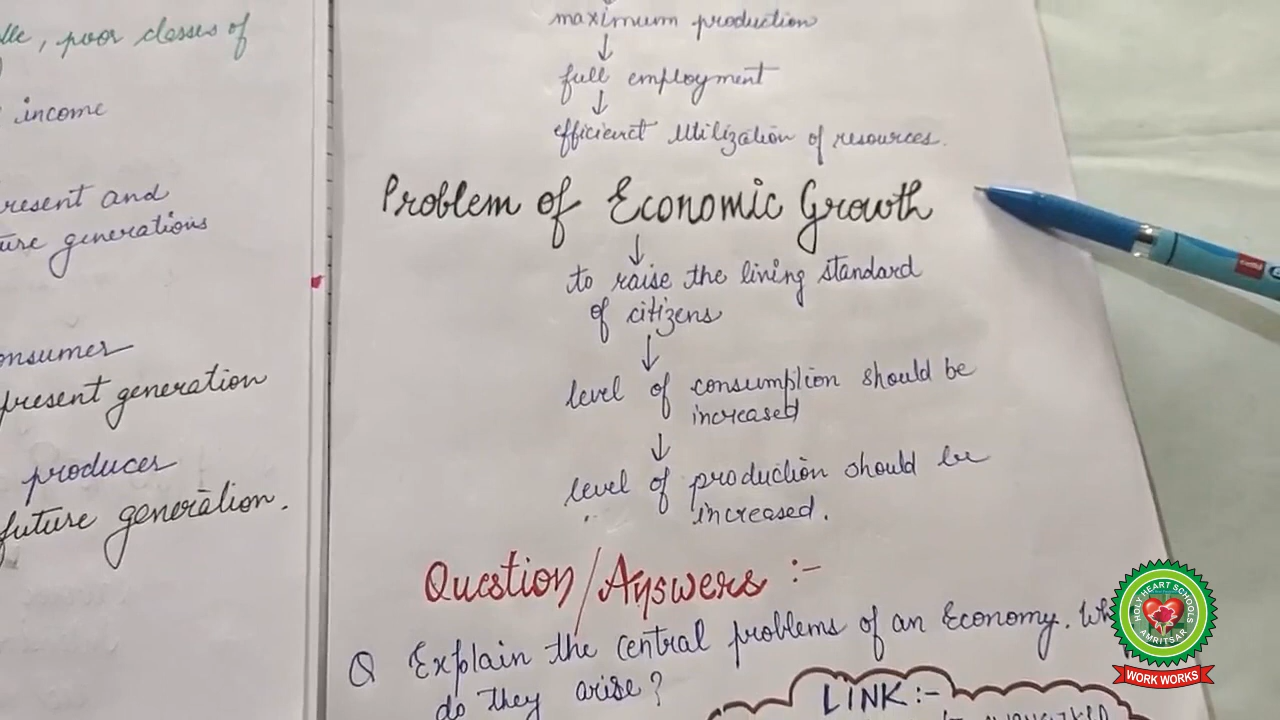 poor classes of
income
present and
generations
consumer
present generation
producer
future generation.
maximum production
↓
full employment
↓
efficient utilization of resources.
Problem of Economic Growth
↓
to raise the living standard
of citizens
↓
level of consumption should be
increased
↓
level of production should be
increased.
Question/Answers :-
Q Explain the central problems of an Economy.
do they arise?
LINK:-
HOLY HEART SCHOOLS
AMRITSAR
WORK WORKS